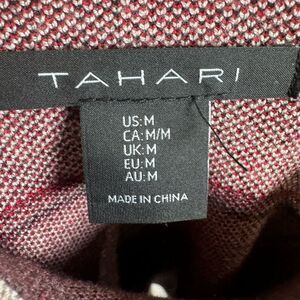 TAHARI
US: M
CA: M/M
UK: M
EU: M
AU: M
MADE IN CHINA